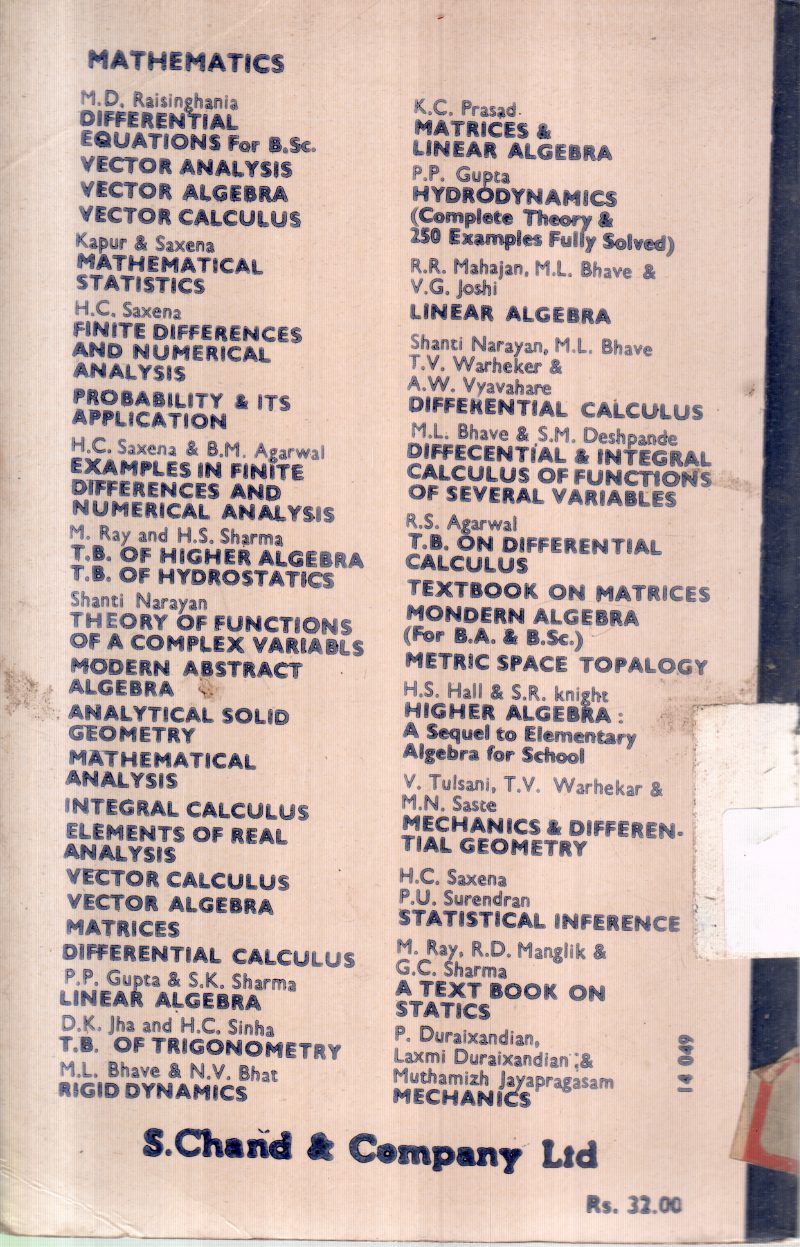 MATHEMATICS
M.D. Raisinghania
DIFFERENTIAL
EQUATIONS For B.Sc.
VECTOR ANALYSIS
VECTOR ALGEBRA
VECTOR CALCULUS
Kapur & Saxena
MATHEMATICAL
STATISTICS
H.C. Saxena
FINITE DIFFERENCES
AND NUMERICAL
ANALYSIS
PROBABILITY & ITS
APPLICATION
H.C. Saxena & B.M. Agarwal
EXAMPLES IN FINITE
DIFFERENCES AND
NUMERICAL ANALYSIS
M. Ray and H.S. Sharma
T.B. OF HIGHER ALGEBRA
T.B. OF HYDROSTATICS
Shanti Narayan
THEORY OF FUNCTIONS
OF A COMPLEX VARIABLS
MODERN ABSTRACT
ALGEBRA
ANALYTICAL SOLID
GEOMETRY
MATHEMATICAL
ANALYSIS
INTEGRAL CALCULUS
ELEMENTS OF REAL
ANALYSIS
VECTOR CALCULUS
VECTOR ALGEBRA
MATRICES
DIFFERENTIAL CALCULUS
P.P. Gupta & S.K. Sharma
LINEAR ALGEBRA
D.K. Jha and H.C. Sinha
T.B. OF TRIGONOMETRY
M.L. Bhave & N.V. Bhat
RIGID DYNAMICS
K.C. Prasad.
MATRICES &
LINEAR ALGEBRA
P.P. Gupta
HYDRODYNAMICS
(Complete Theory &
250 Examples Fully Solved)
R.R. Mahajan, M.L. Bhave &
V.G. Joshi
LINEAR ALGEBRA
Shanti Narayan, M.L. Bhave
T.V. Warheker &
A.W. Vyavahare
DIFFERENTIAL CALCULUS
M.L. Bhave & S.M. Deshpande
DIFFECENTIAL & INTEGRAL
CALCULUS OF FUNCTIONS
OF SEVERAL VARIABLES
R.S. Agarwal
T.B. ON DIFFERENTIAL
CALCULUS
TEXTBOOK ON MATRICES
MONDERN ALGEBRA
(For B.A. & B.Sc.)
METRIC SPACE TOPALOGY
H.S. Hall & S.R. knight
HIGHER ALGEBRA :
A Sequel to Elementary
Algebra for School
V. Tulsani, T.V. Warhekar &
M.N. Saste
MECHANICS & DIFFEREN-
TIAL GEOMETRY
H.C. Saxena
P.U. Surendran
STATISTICAL INFERENCE
M. Ray, R.D. Manglik &
G.C. Sharma
A TEXT BOOK ON
STATICS
P. Duraixandian,
Laxmi Duraixandian ;&
Muthamizh Jayapragasam
MECHANICS
14 049
S.Chand & Company Ltd
Rs. 32.00